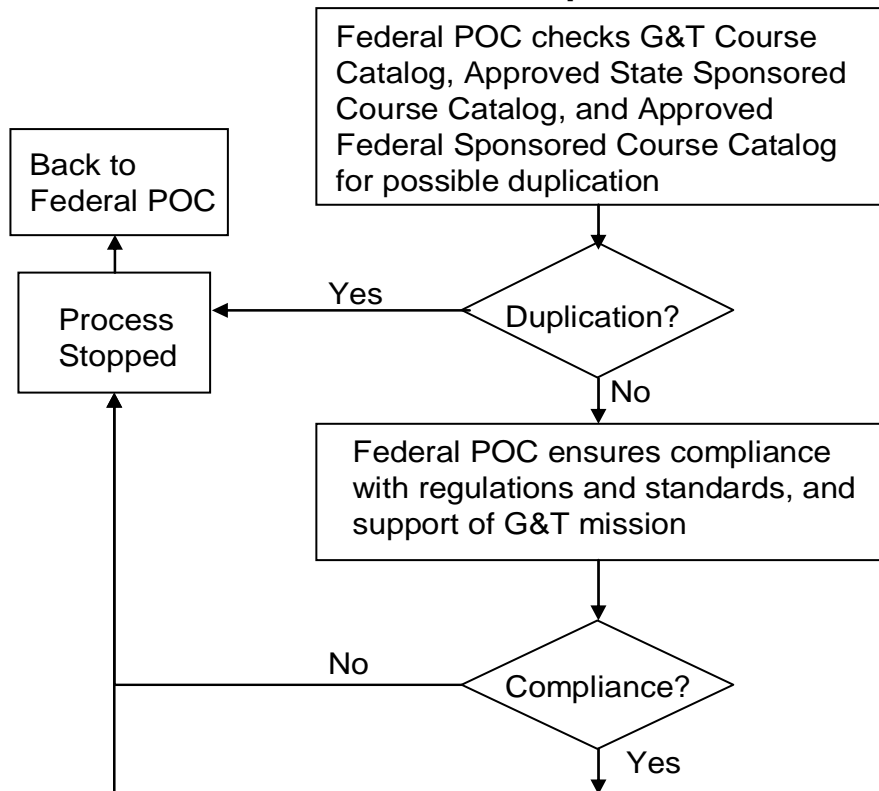 Federal POC checks G&T Course
Catalog, Approved State Sponsored
Course Catalog, and Approved
Federal Sponsored Course Catalog
for possible duplication
Back to
Federal POC
Process
Stopped
Yes
Duplication?
No
Federal POC ensures compliance
with regulations and standards, and
support of G&T mission
No
Compliance?
Yes